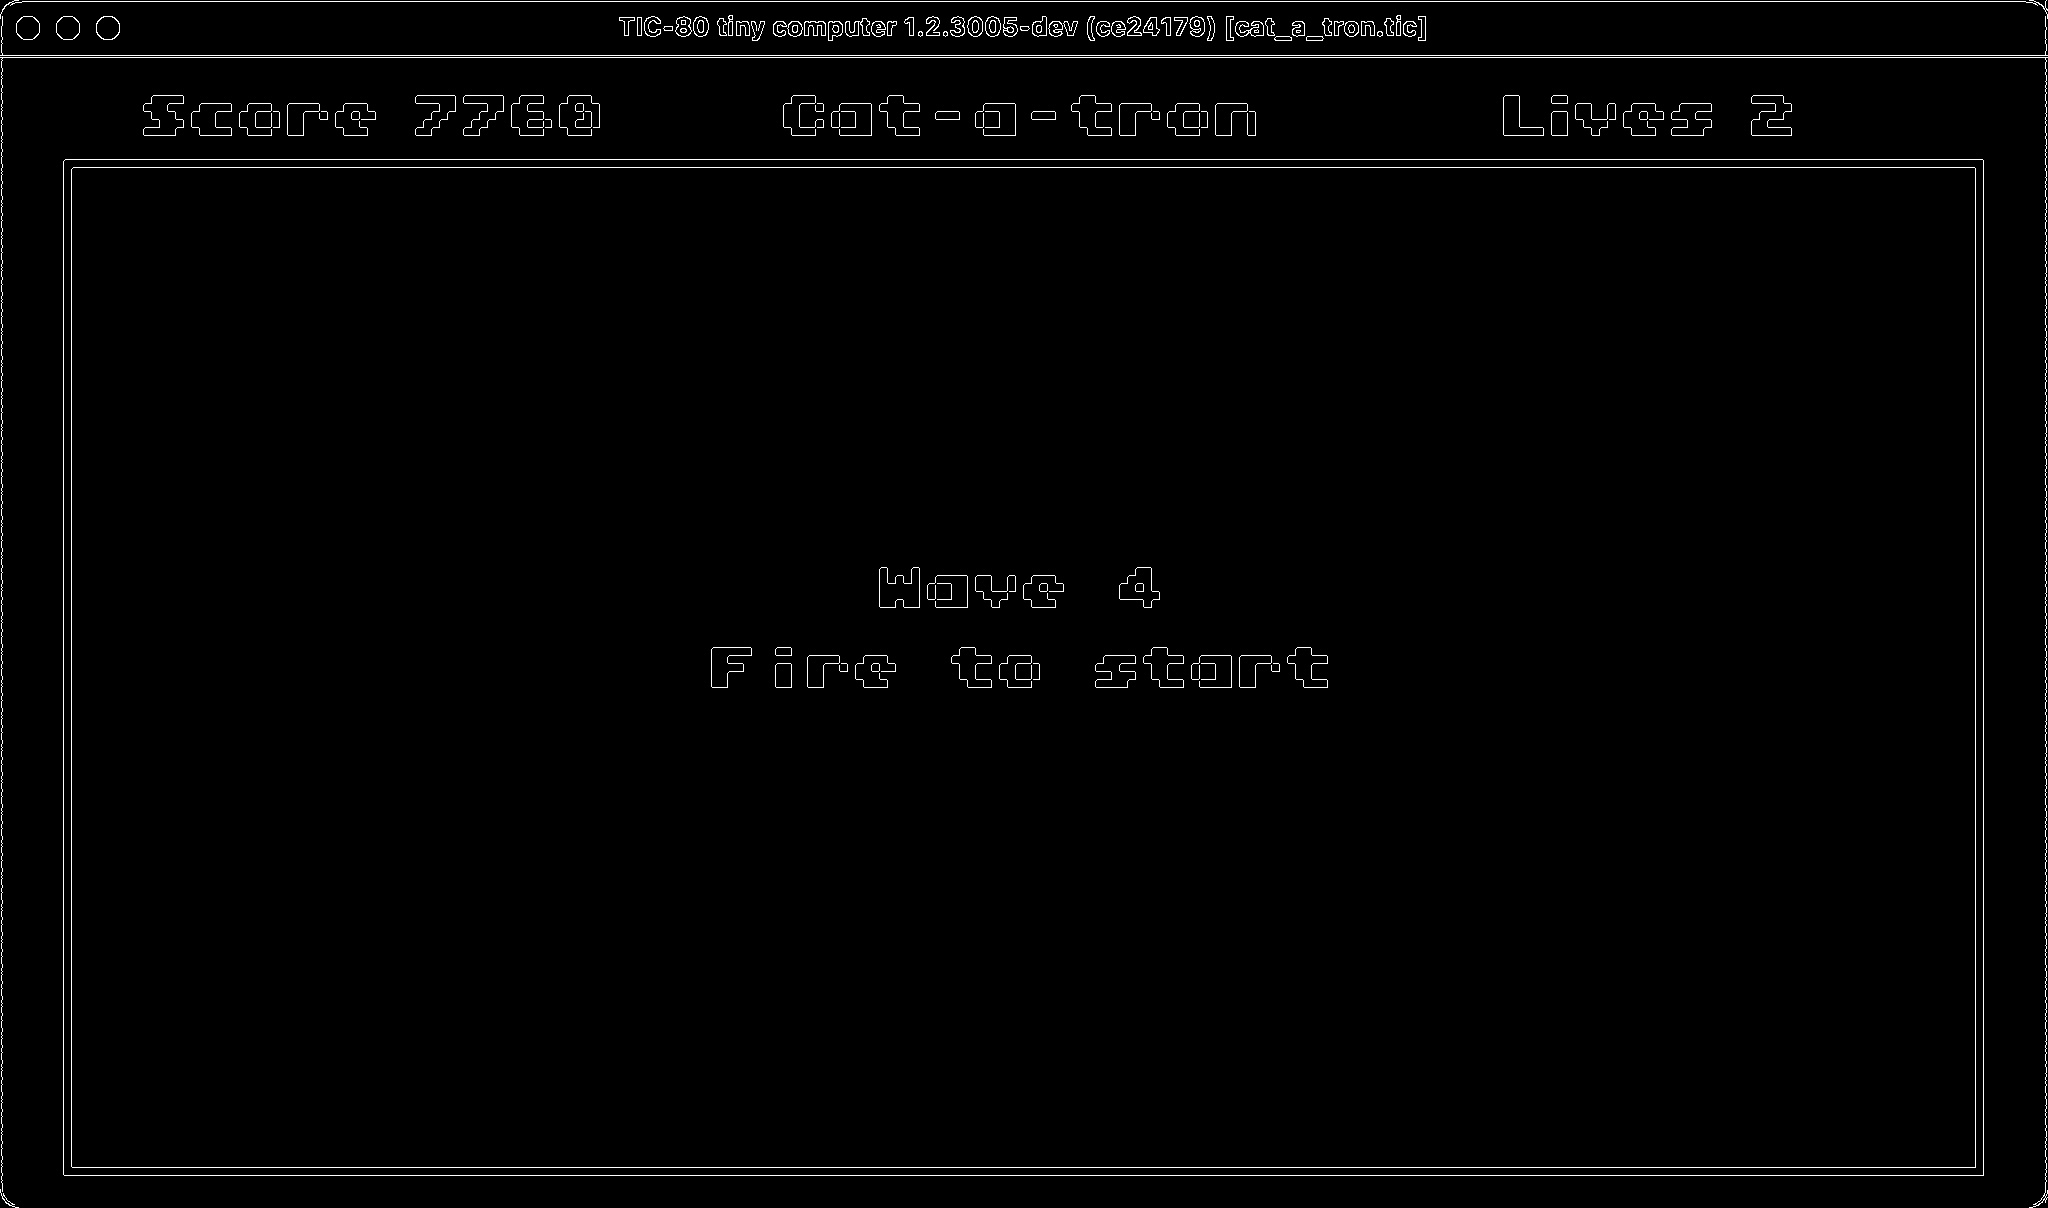 TIC-80 tiny computer 1.2.3005-dev (ce24179) [cat_a_tron.tic]
Score 7760 Cat-a-tron Lives 2
Wave 4
Fire to start